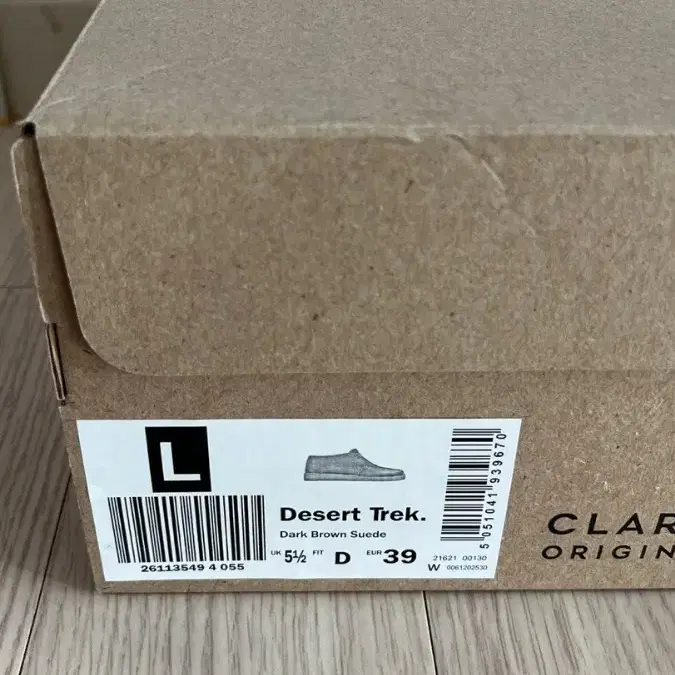 L
Desert Trek.
Dark Brown Suede
UK 5½ FIT D EUR 39
26113549 4 055
5 051041 939670
21621 00130
W 0061202530
CLAR
ORIGIN